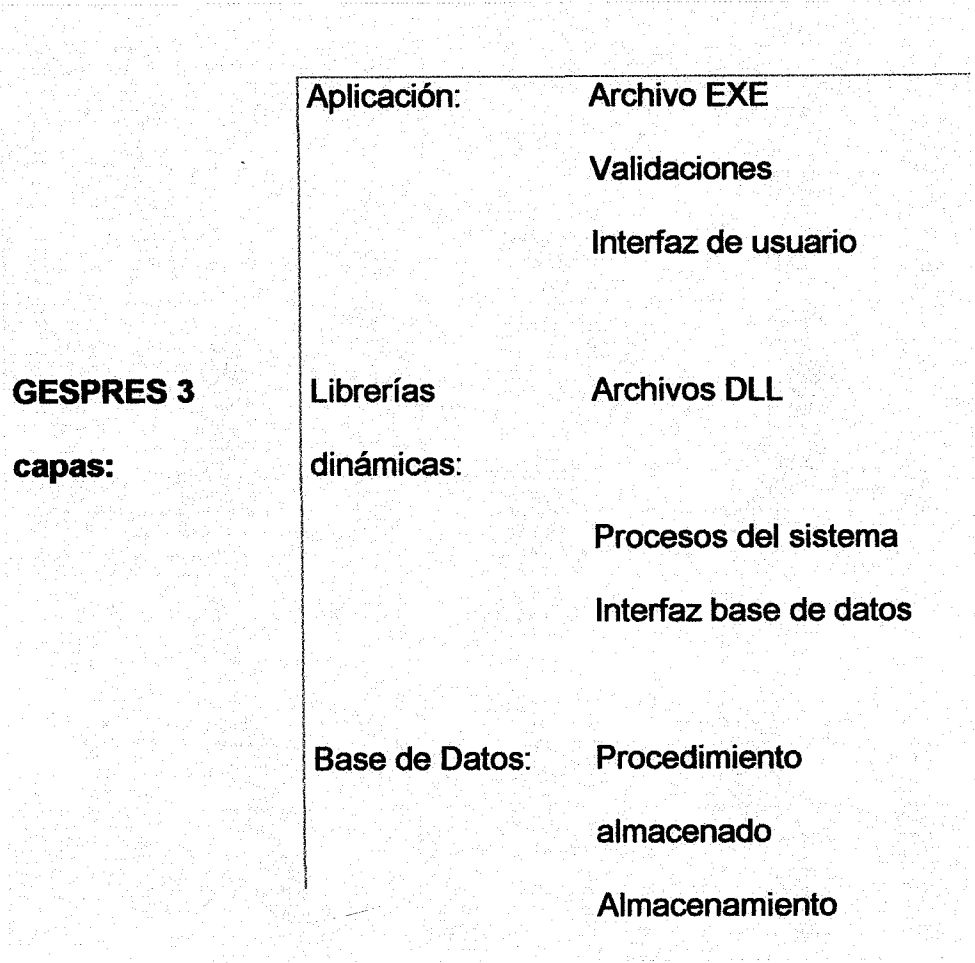 Aplicación: Archivo EXE
Validaciones
Interfaz de usuario
GESPRES 3 Librerías Archivos DLL
capas: dinámicas:
Procesos del sistema
Interfaz base de datos
Base de Datos: Procedimiento
almacenado
Almacenamiento